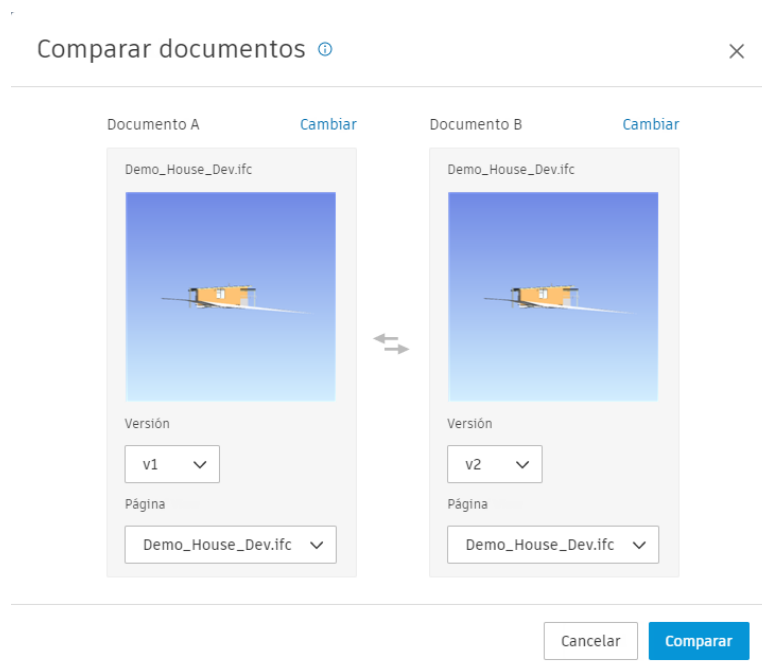 Comparar documentos
Documento A Cambiar
Demo_House_Dev.ifc
Versión
v1
Página
Demo_House_Dev.ifc
Documento B Cambiar
Demo_House_Dev.ifc
Versión
v2
Página
Demo_House_Dev.ifc
Cancelar Comparar